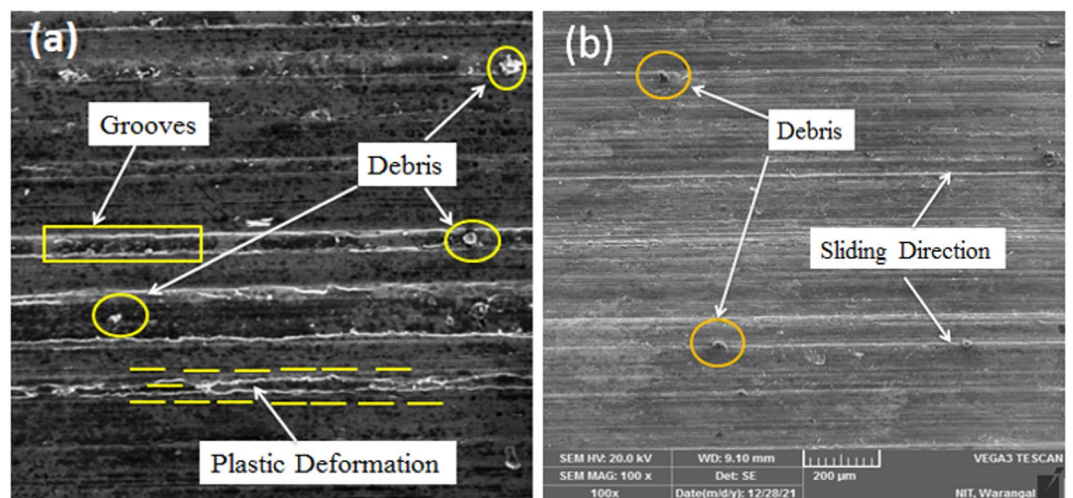 (a)
Grooves
Debris
Plastic Deformation
(b)
Debris
Sliding Direction
SEM HV: 20.0 kV WD: 9.10 mm VEGA3 TESCAN
SEM MAG: 100 x Det: SE 200 µm
100x Date(m/d/y): 12/28/21 NIT, Warangal